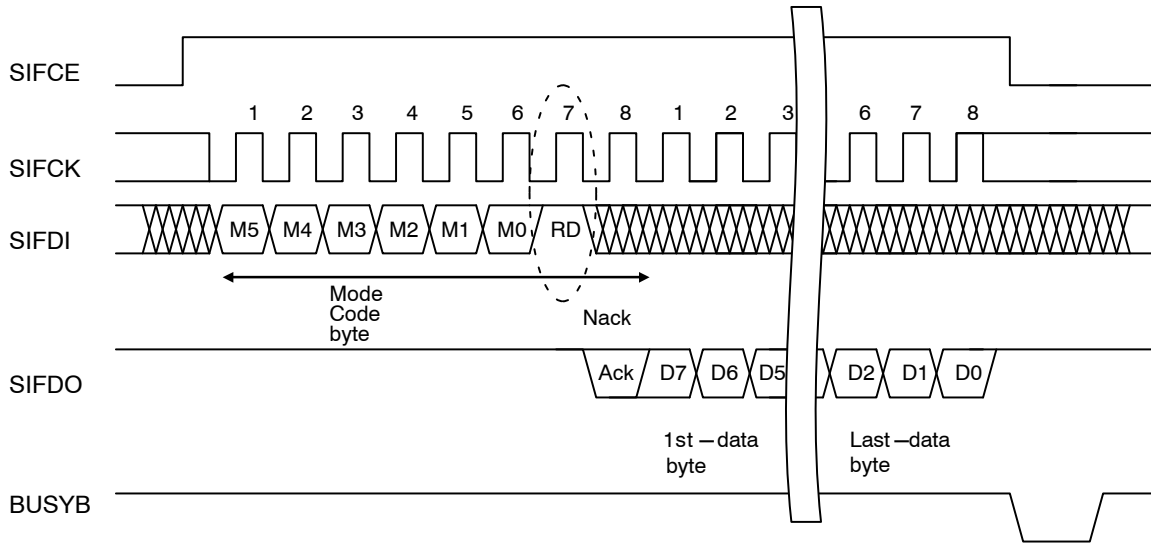 SIFCE
1 2 3 4 5 6 7 8 1 2 3 6 7 8
SIFCK
SIFDI M5 M4 M3 M2 M1 M0 RD
Mode
Code
byte
Nack
SIFDO Ack D7 D6 D5 D2 D1 D0
1st – data
byte
Last – data
byte
BUSYB